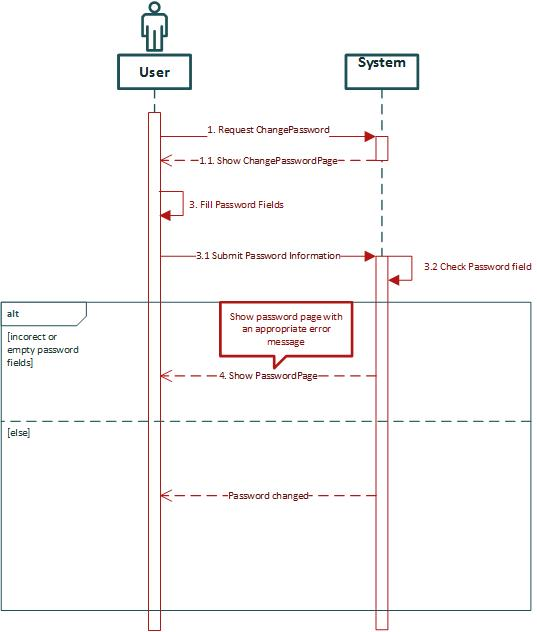 User
System
1. Request ChangePassword
1.1. Show ChangePasswordPage
3. Fill Password Fields
3.1 Submit Password Information
3.2 Check Password field
alt
[incorect or
empty password
fields]
Show password page with
an appropriate error
message
4. Show PasswordPage
[else]
Password changed